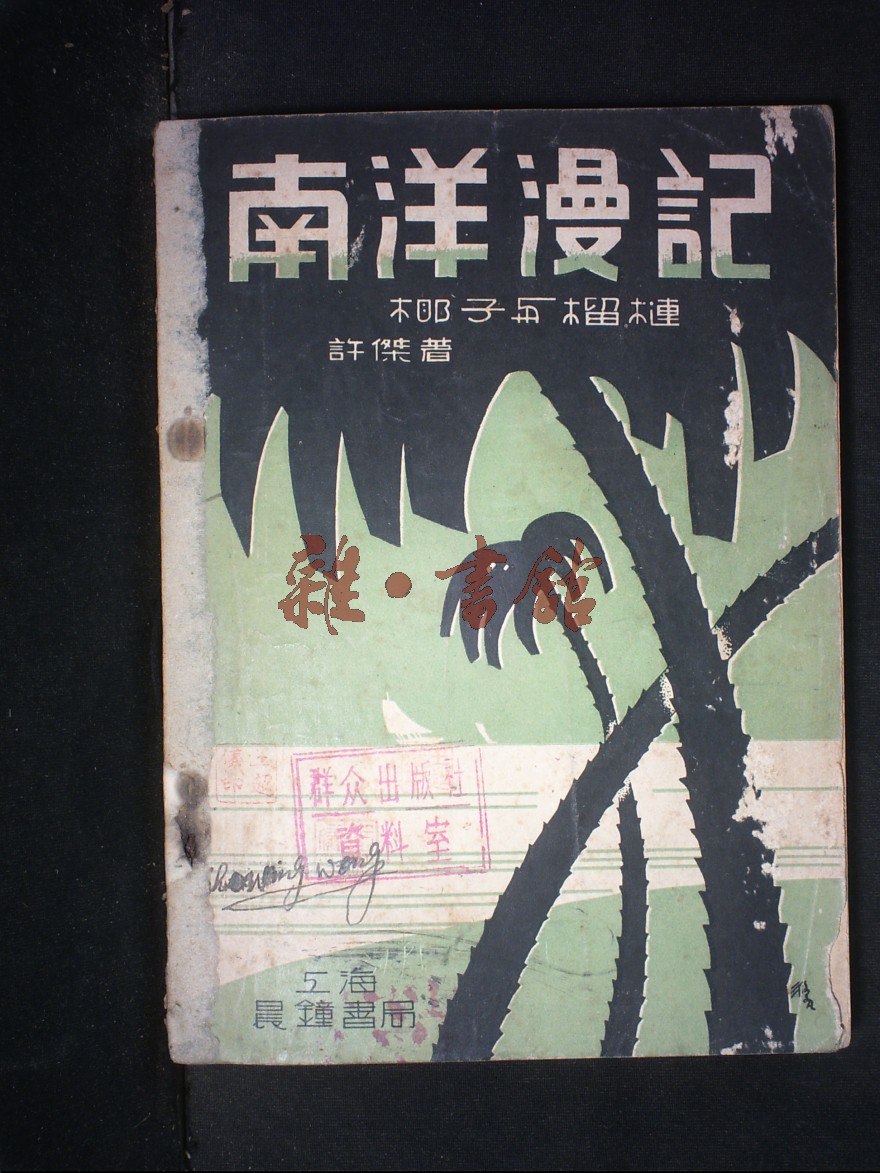 南洋漫記
椰子与榴槤
許傑著
雜·書館
群众出版社
資料室
上海
晨鐘書局